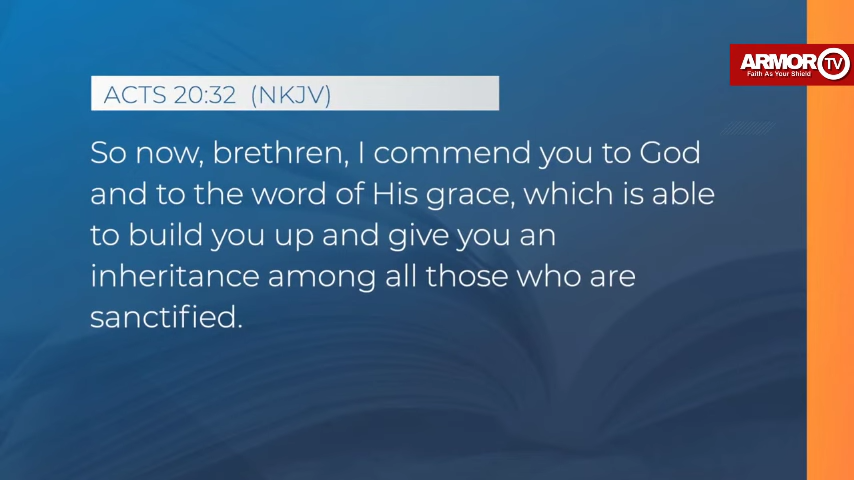 ARMOR TV
Faith As Your Shield
ACTS 20:32 (NKJV)
So now, brethren, I commend you to God
and to the word of His grace, which is able
to build you up and give you an
inheritance among all those who are
sanctified.